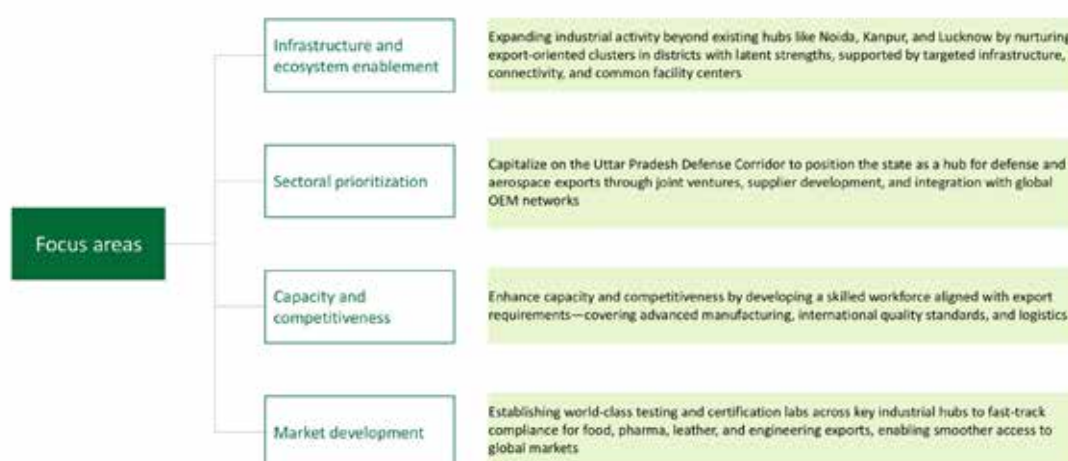 Focus areas
Infrastructure and
ecosystem enablement
Expanding industrial activity beyond existing hubs like Noida, Kanpur, and Lucknow by nurturing
export-oriented clusters in districts with latent strengths, supported by targeted infrastructure,
connectivity, and common facility centers
Sectoral prioritization
Capitalize on the Uttar Pradesh Defense Corridor to position the state as a hub for defense and
aerospace exports through joint ventures, supplier development, and integration with global
OEM networks
Capacity and
competitiveness
Enhance capacity and competitiveness by developing a skilled workforce aligned with export
requirements—covering advanced manufacturing, international quality standards, and logistics
Market development
Establishing world-class testing and certification labs across key industrial hubs to fast-track
compliance for food, pharma, leather, and engineering exports, enabling smoother access to
global markets